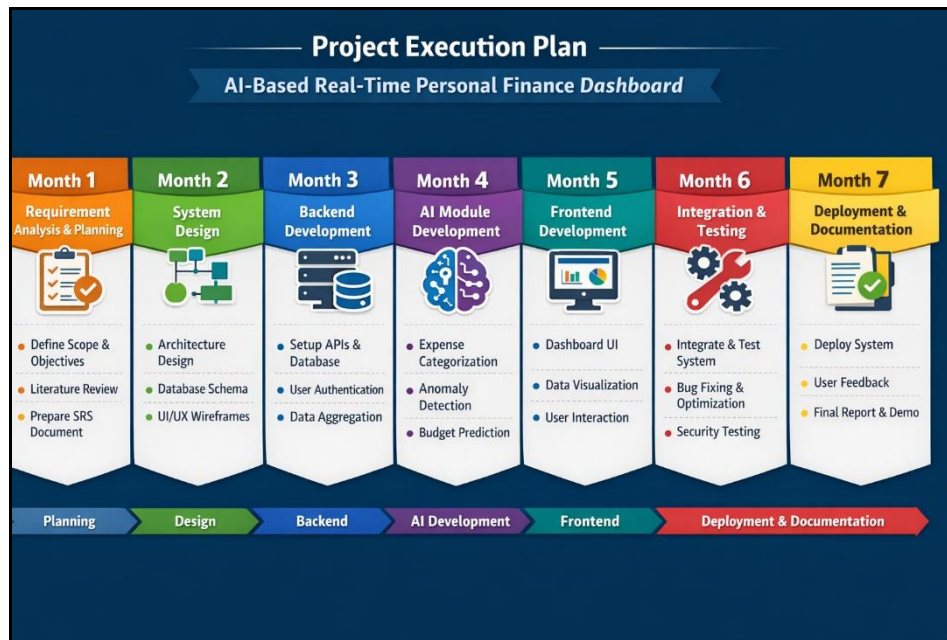 Project Execution Plan
AI-Based Real-Time Personal Finance Dashboard
Month 1
Requirement
Analysis & Planning
Define Scope &
Objectives
Literature Review
Prepare SRS
Document
Month 2
System
Design
Architecture
Design
Database Schema
UI/UX Wireframes
Month 3
Backend
Development
Setup APIs &
Database
User Authentication
Data Aggregation
Month 4
AI Module
Development
Expense
Categorization
Anomaly
Detection
Budget Prediction
Month 5
Frontend
Development
Dashboard UI
Data Visualization
User Interaction
Month 6
Integration &
Testing
Integrate & Test
System
Bug Fixing &
Optimization
Security Testing
Month 7
Deployment &
Documentation
Deploy System
User Feedback
Final Report & Demo
Planning
Design
Backend
AI Development
Frontend
Deployment & Documentation